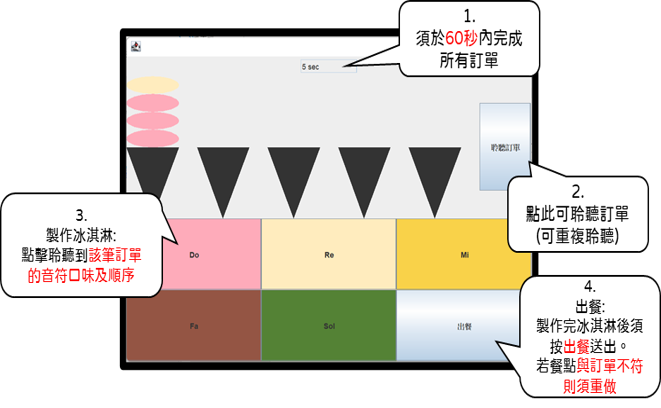 1.
須於60秒內完成
所有訂單
5 sec
聆聽訂單
2.
點此可聆聽訂單
(可重複聆聽)
3.
製作冰淇淋:
點擊聆聽到該筆訂單
的音符口味及順序
Do
Re
Mi
Fa
Sol
出餐
4.
出餐:
製作完冰淇淋後須
按出餐送出。
若餐點與訂單不符
則須重做